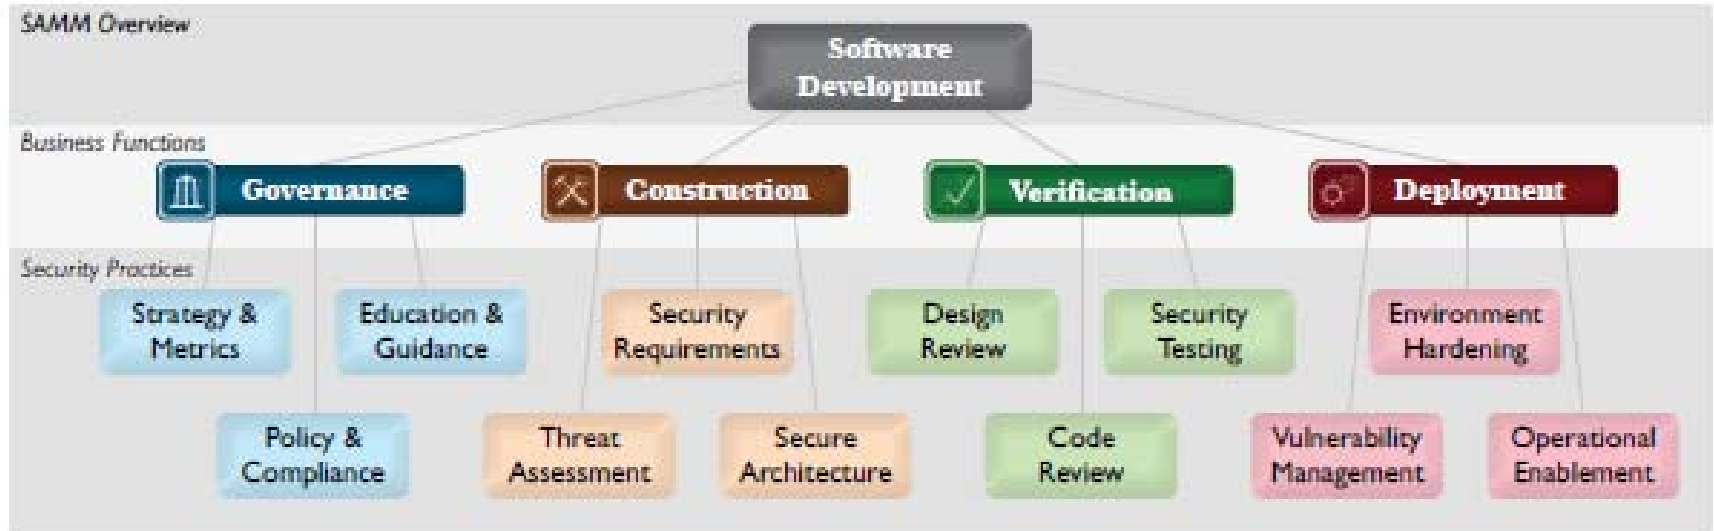 SAMM Overview
Software
Development
Business Functions
Governance
Construction
Verification
Deployment
Security Practices
Strategy &
Metrics
Education &
Guidance
Security
Requirements
Design
Review
Security
Testing
Environment
Hardening
Policy &
Compliance
Threat
Assessment
Secure
Architecture
Code
Review
Vulnerability
Management
Operational
Enablement